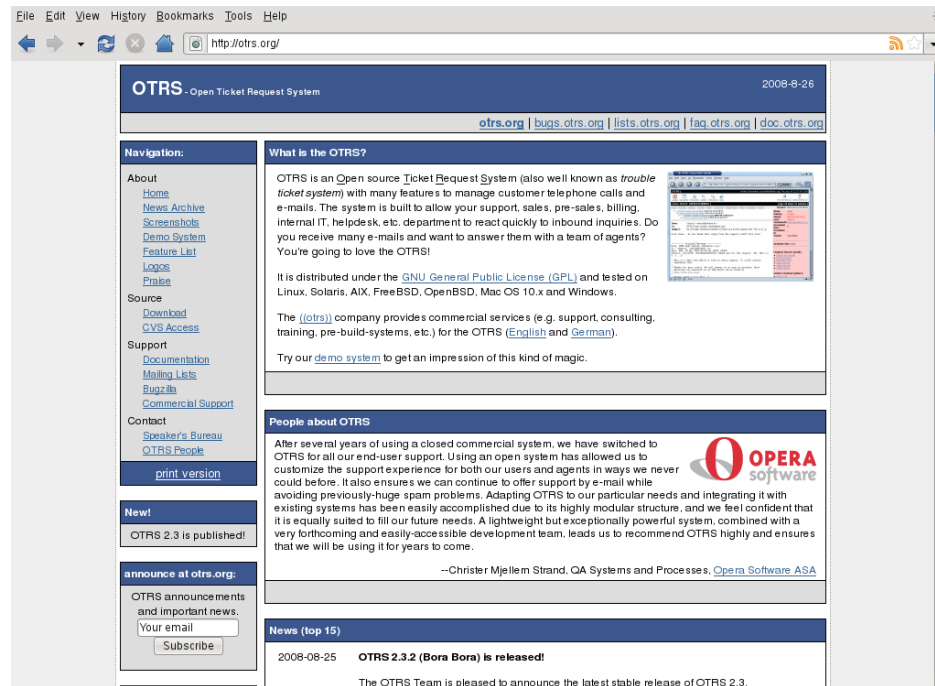 File Edit View History Bookmarks Tools Help
http://otrs.org/
OTRS - Open Ticket Request System
2008-8-26
otrs.org | bugs.otrs.org | lists.otrs.org | faq.otrs.org | doc.otrs.org
Navigation:
About
Home
News Archive
Screenshots
Demo System
Feature List
Logos
Praise
Source
Download
CVS Access
Support
Documentation
Mailing Lists
Bugzilla
Commercial Support
Contact
Speaker's Bureau
OTRS People
print version
New!
OTRS 2.3 is published!
announce at otrs.org:
OTRS announcements
and important news.
Your email
Subscribe
What is the OTRS?
OTRS is an Open source Ticket Request System (also well known as trouble
ticket system) with many features to manage customer telephone calls and
e-mails. The system is built to allow your support, sales, pre-sales, billing,
internal IT, helpdesk, etc. department to react quickly to inbound inquiries. Do
you receive many e-mails and want to answer them with a team of agents?
You're going to love the OTRS!
It is distributed under the GNU General Public License (GPL) and tested on
Linux, Solaris, AIX, FreeBSD, OpenBSD, Mac OS 10.x and Windows.
The ((otrs)) company provides commercial services (e.g. support, consulting,
training, pre-build-systems, etc.) for the OTRS (English and German).
Try our demo system to get an impression of this kind of magic.
People about OTRS
After several years of using a closed commercial system, we have switched to
OTRS for all our end-user support. Using an open system has allowed us to
customize the support experience for both our users and agents in ways we never
could before. It also ensures we can continue to offer support by e-mail while
avoiding previously-huge spam problems. Adapting OTRS to our particular needs and integrating it with
existing systems has been easily accomplished due to its highly modular structure, and we feel confident that
it is equally suited to fill our future needs. A lightweight but exceptionally powerful system, combined with a
very forthcoming and easily-accessible development team, leads us to recommend OTRS highly and ensures
that we will be using it for years to come.
OPERA
software
--Christer Mjellem Strand, QA Systems and Processes, Opera Software ASA
News (top 15)
2008-08-25 OTRS 2.3.2 (Bora Bora) is released!
The OTRS Team is pleased to announce the latest stable release of OTRS 2.3.